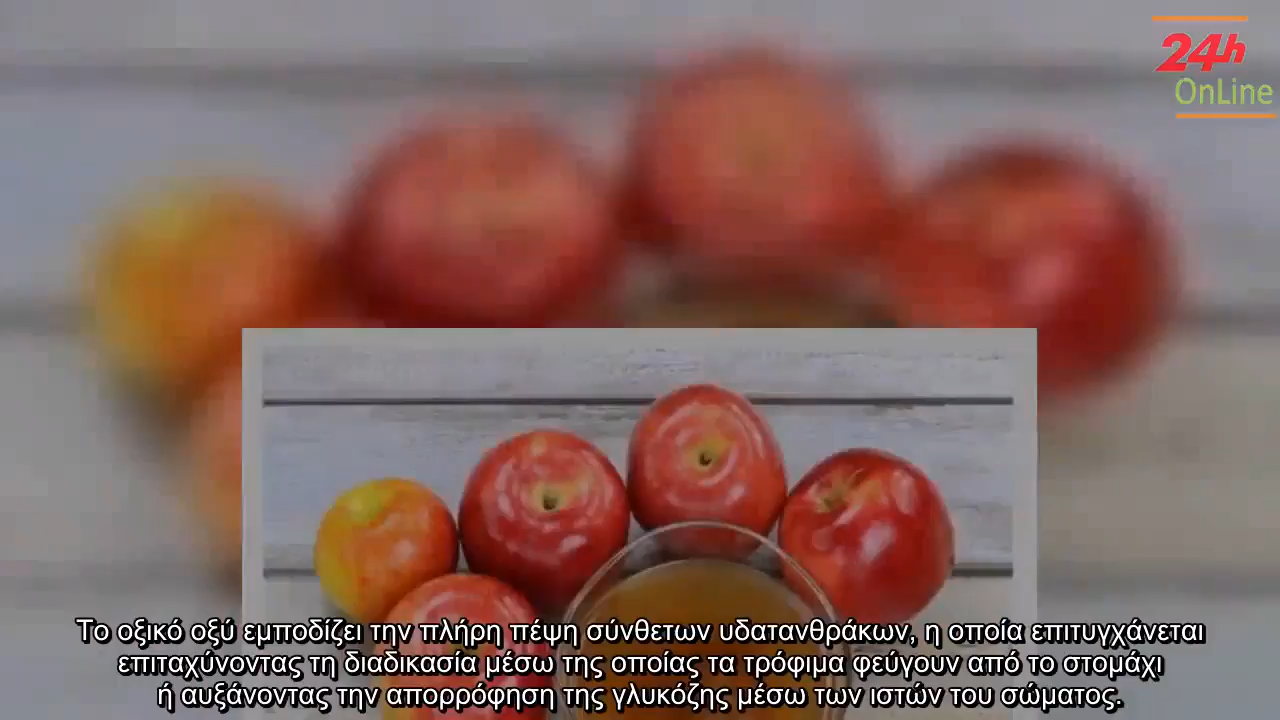 24h
OnLine
Το οξικό οξύ εμποδίζει την πλήρη πέψη σύνθετων υδατανθράκων, η οποία επιτυγχάνεται
επιταχύνοντας τη διαδικασία μέσω της οποίας τα τρόφιμα φεύγουν από το στομάχι
ή αυξάνοντας την απορρόφηση της γλυκόζης μέσω των ιστών του σώματος.